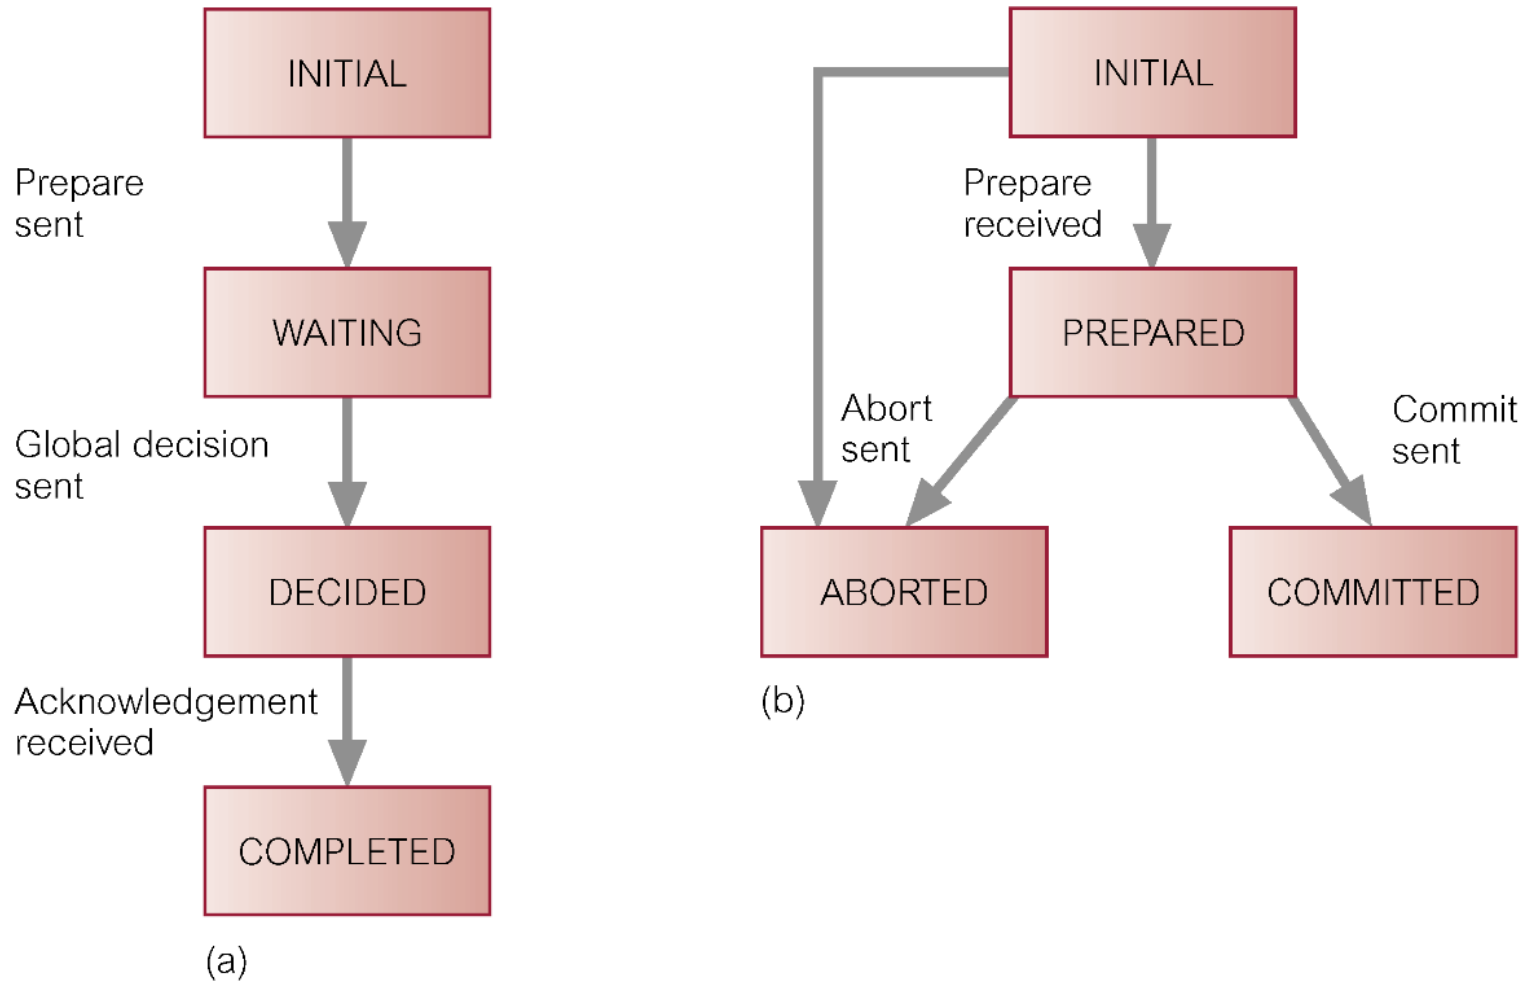 INITIAL
Prepare
sent
WAITING
Global decision
sent
DECIDED
Acknowledgement
received
COMPLETED
(a)
INITIAL
Prepare
received
PREPARED
Abort
sent
Commit
sent
ABORTED
COMMITTED
(b)